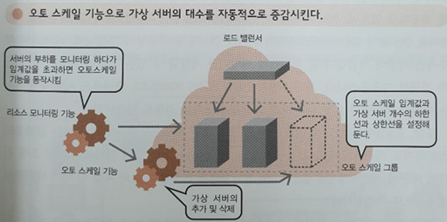 오토 스케일 기능으로 가상 서버의 대수를 자동적으로 증감시킨다.
로드 밸런서
서버의 부하를 모니터링 하다가
임계값을 초과하면 오토스케일
기능을 동작시킴
리소스 모니터링 기능
오토 스케일 임계값과
가상 서버 개수의 하한
선과 상한선을 설정해
둔다.
오토 스케일 기능
오토 스케일 그룹
가상 서버의
추가 및 삭제